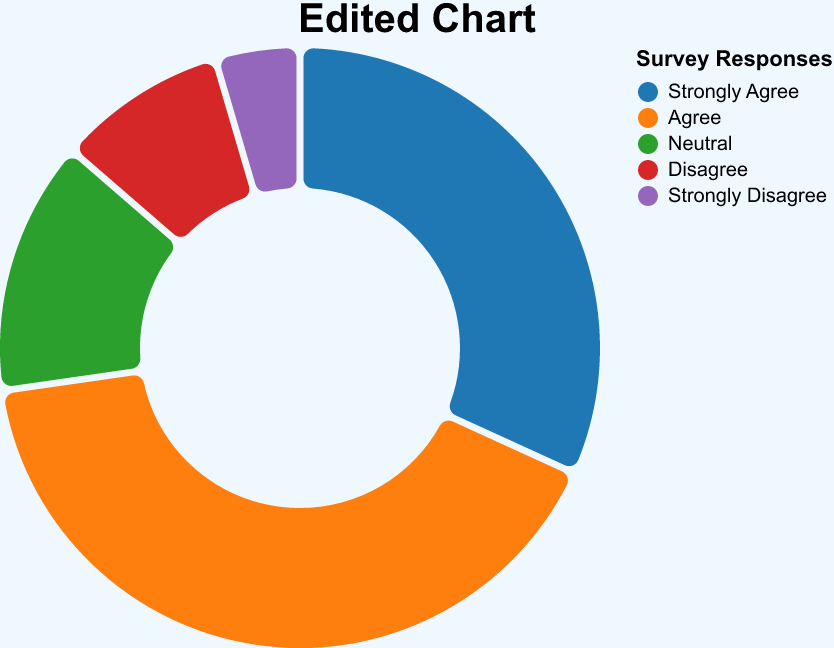 Edited Chart
Survey Responses
Strongly Agree
Agree
Neutral
Disagree
Strongly Disagree